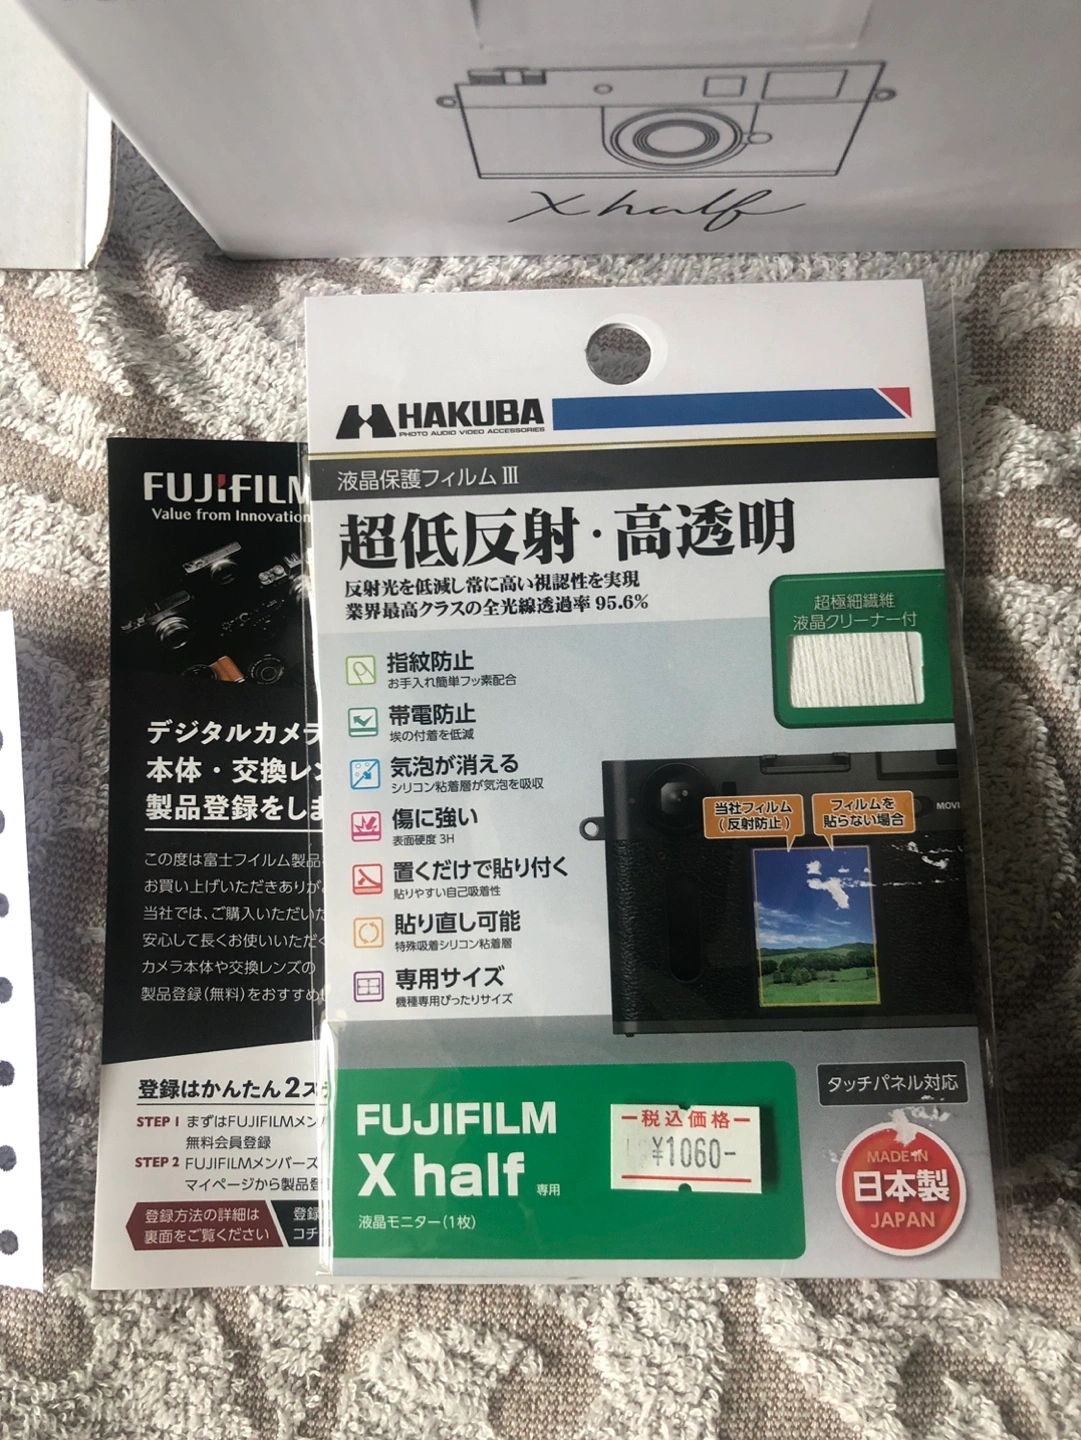 X half
HAKUBA
PHOTO AUDIO VIDEO ACCESSORIES
液晶保護フィルム III
超低反射・高透明
反射光を低減し常に高い視認性を実現
業界最高クラスの全光線透過率 95.6%
超極細繊維
液晶クリーナー付
指紋防止
お手入れ簡単フッ素配合
帯電防止
埃の付着を低減
気泡が消える
シリコン粘着層が気泡を吸収
傷に強い
表面硬度 3H
置くだけで貼り付く
貼りやすい自己吸着性
貼り直し可能
特殊吸着シリコン粘着層
専用サイズ
機種専用ぴったりサイズ
当社フィルム
(反射防止)
フィルムを
貼らない場合
MOVI
タッチパネル対応
FUJIFILM
X half 専用
液晶モニター(1枚)
税込価格
¥1060-
MADE IN
日本製
JAPAN
FUJIFILM
Value from Innovation
デジタルカメラ
本体・交換レン
製品登録をしま
この度は富士フイルム製品
お買い上げいただきありが
当社では、ご購入いただいた
安心して長くお使いいただく
カメラ本体や交換レンズの
製品登録(無料)をおすすめ
登録はかんたん2ステ
STEP 1 まずはFUJIFILMメン
無料会員登録
STEP 2 FUJIFILMメンバーズ
マイページから製品登
登録方法の詳細は
裏面をご覧ください
登録
コチ